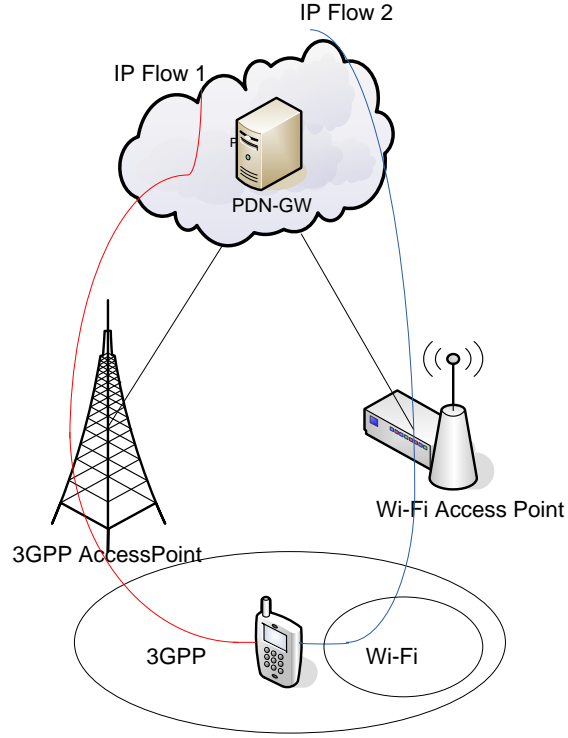 IP Flow 2
IP Flow 1
PDN-GW
Wi-Fi Access Point
3GPP AccessPoint
3GPP
Wi-Fi